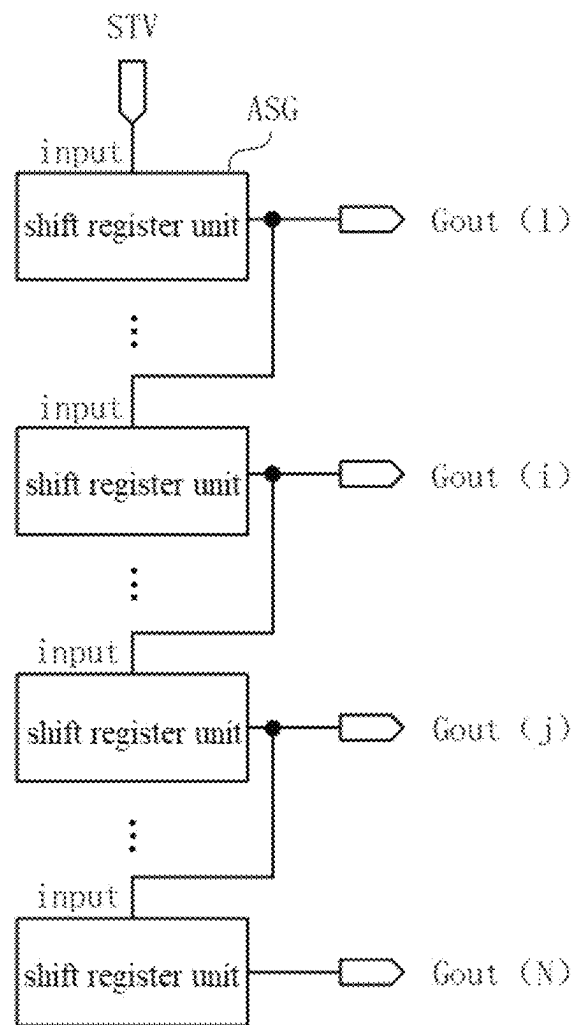 STV
ASG
input
shift register unit
Gout (1)
input
shift register unit
Gout (i)
input
shift register unit
Gout (j)
input
shift register unit
Gout (N)